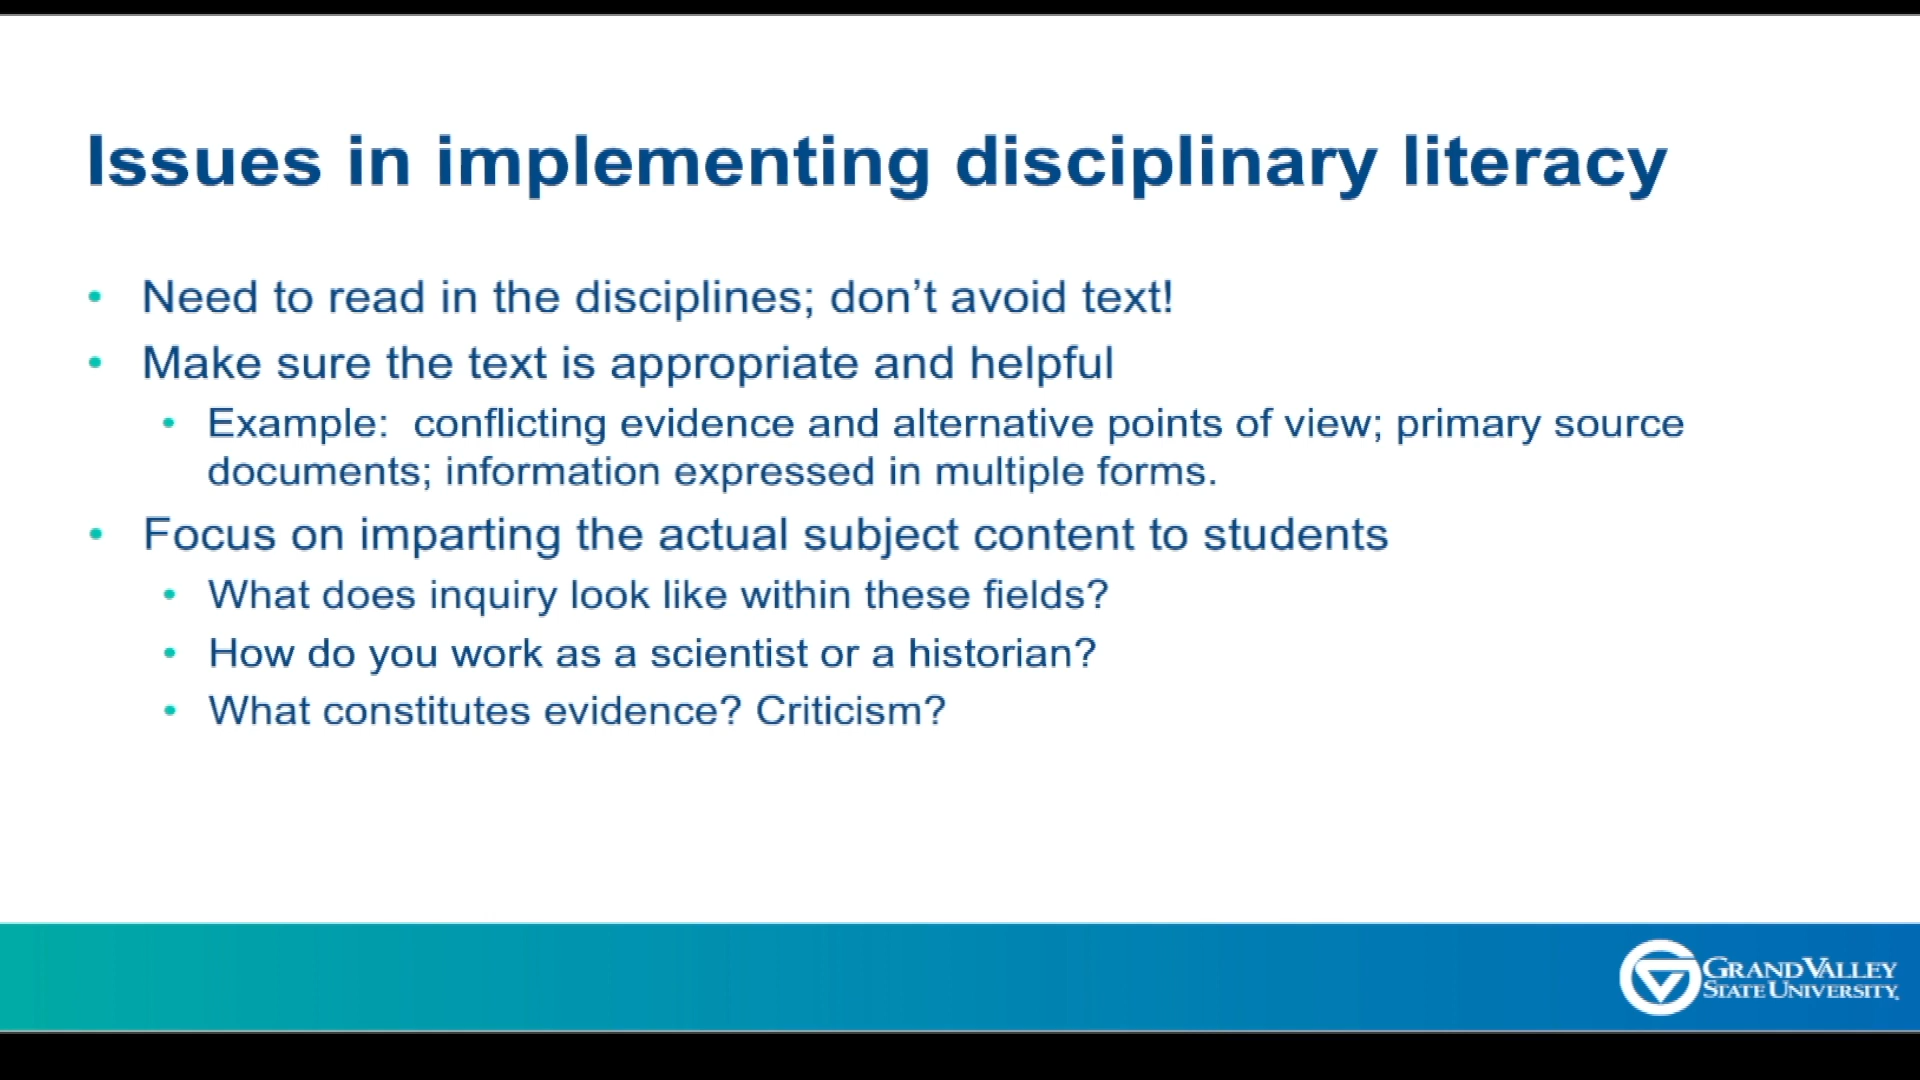 Issues in implementing disciplinary literacy
• Need to read in the disciplines; don’t avoid text!
• Make sure the text is appropriate and helpful
• Example:  conflicting evidence and alternative points of view; primary source
documents; information expressed in multiple forms.
• Focus on imparting the actual subject content to students
• What does inquiry look like within these fields?
• How do you work as a scientist or a historian?
• What constitutes evidence? Criticism?
GRAND VALLEY
STATE UNIVERSITY